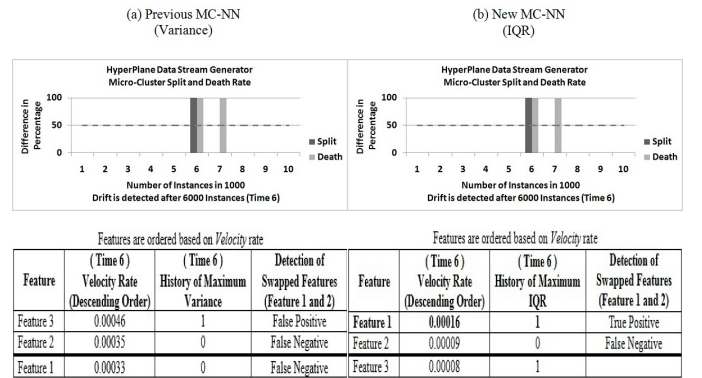 (a) Previous MC-NN
(Variance)
HyperPlane Data Stream Generator
Micro-Cluster Split and Death Rate
Difference in
Percentage
100
50
0
1 2 3 4 5 6 7 8 9 10
Split
Death
Number of Instances in 1000
Drift is detected after 6000 Instances (Time 6)
(b) New MC-NN
(IQR)
HyperPlane Data Stream Generator
Micro-Cluster Split and Death Rate
Difference in
Percentage
100
50
0
1 2 3 4 5 6 7 8 9 10
Split
Death
Number of Instances in 1000
Drift is detected after 6000 Instances (Time 6)
Features are ordered based on Velocity rate
Feature
(Time 6)
Velocity Rate
(Descending Order)
(Time 6)
History of Maximum
Variance
Detection of
Swapped Features
(Feature 1 and 2)
Feature 3 0.00046 1 False Positive
Feature 2 0.00035 0 False Negative
Feature 1 0.00033 0 False Negative
Features are ordered based on Velocity rate
Feature
(Time 6)
Velocity Rate
(Descending Order)
(Time 6)
History of Maximum
IQR
Detection of
Swapped Features
(Feature 1 and 2)
Feature 1 0.00016 1 True Positive
Feature 2 0.00009 0 False Negative
Feature 3 0.00008 1